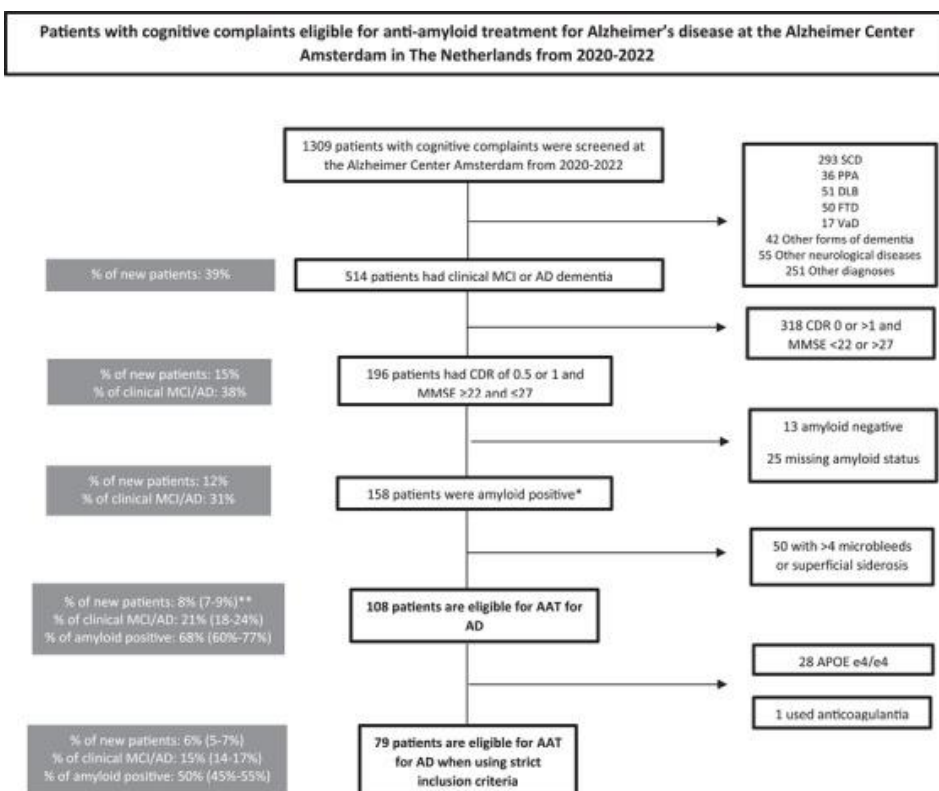 Patients with cognitive complaints eligible for anti-amyloid treatment for Alzheimer's disease at the Alzheimer Center
Amsterdam in The Netherlands from 2020-2022
1309 patients with cognitive complaints were screened at
the Alzheimer Center Amsterdam from 2020-2022
293 SCD
36 PPA
51 DLB
50 FTD
17 VaD
42 Other forms of dementia
55 Other neurological diseases
251 Other diagnoses
% of new patients: 39%
514 patients had clinical MCI or AD dementia
318 CDR 0 or >1 and
MMSE <22 or >27
% of new patients: 15%
% of clinical MCI/AD: 38%
196 patients had CDR of 0.5 or 1 and
MMSE ≥22 and ≤27
13 amyloid negative
25 missing amyloid status
% of new patients: 12%
% of clinical MCI/AD: 31%
158 patients were amyloid positive*
50 with >4 microbleeds
or superficial siderosis
% of new patients: 8% (7-9%)**
% of clinical MCI/AD: 21% (18-24%)
% of amyloid positive: 68% (60%-77%)
108 patients are eligible for AAT for
AD
28 APOE e4/e4
1 used anticoagulantia
% of new patients: 6% (5-7%)
% of clinical MCI/AD: 15% (14-17%)
% of amyloid positive: 50% (45%-55%)
79 patients are eligible for AAT
for AD when using strict
inclusion criteria